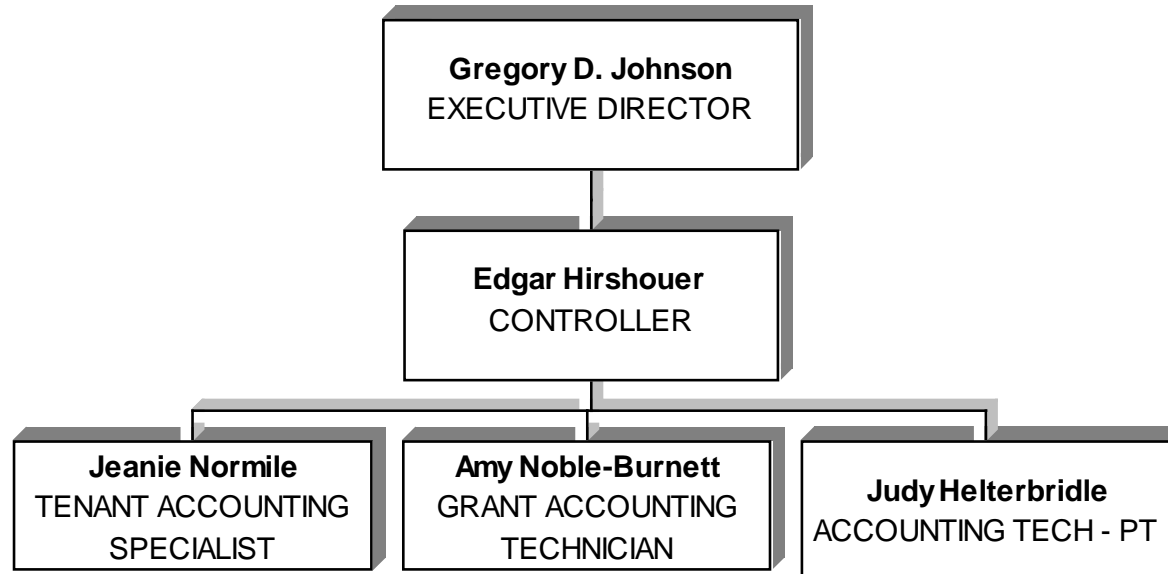 Gregory D. Johnson
EXECUTIVE DIRECTOR
Edgar Hirshouer
CONTROLLER
Jeanie Normile
TENANT ACCOUNTING
SPECIALIST
Amy Noble-Burnett
GRANT ACCOUNTING
TECHNICIAN
Judy Helterbridle
ACCOUNTING TECH - PT